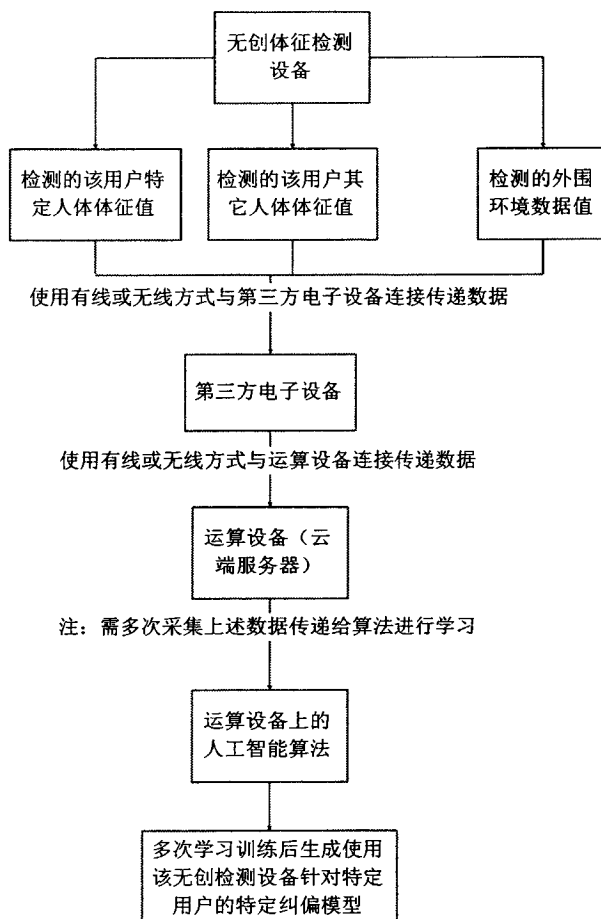 无创体征检测
设备
检测的该用户特
定人体体征值
检测的该用户其
它人体体征值
检测的外围
环境数据值
使用有线或无线方式与第三方电子设备连接传递数据
第三方电子设备
使用有线或无线方式与运算设备连接传递数据
运算设备（云
端服务器）
注：需多次采集上述数据传递给算法进行学习
运算设备上的
人工智能算法
多次学习训练后生成使用
该无创检测设备针对特定
用户的特定纠偏模型